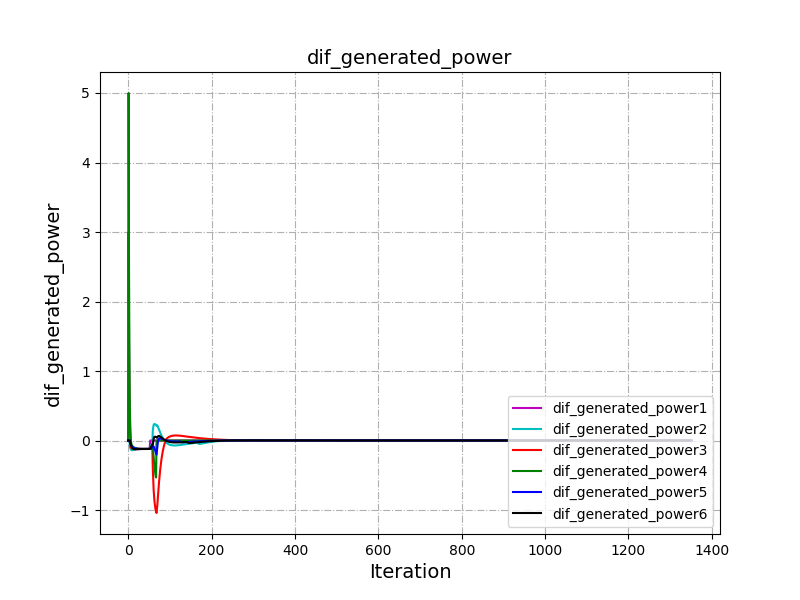 dif_generated_power
dif_generated_power
5
4
3
2
1
0
−1
dif_generated_power1
dif_generated_power2
dif_generated_power3
dif_generated_power4
dif_generated_power5
dif_generated_power6
0 200 400 600 800 1000 1200 1400
Iteration